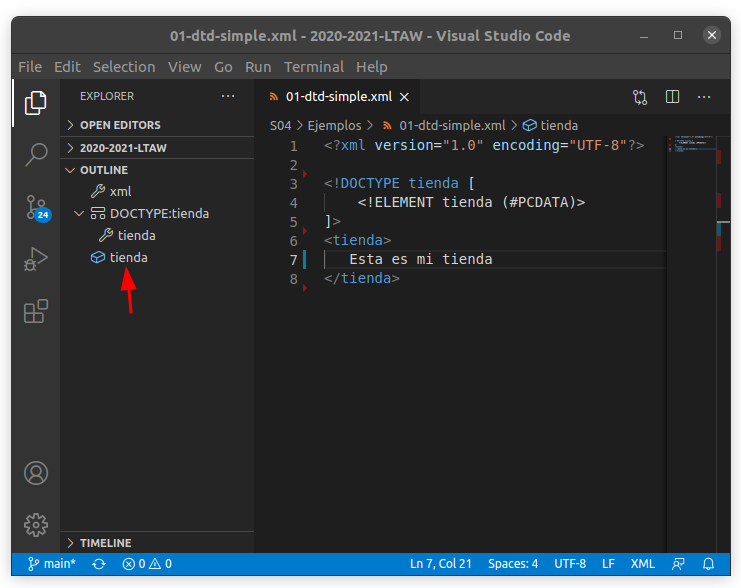 01-dtd-simple.xml - 2020-2021-LTAW - Visual Studio Code
File Edit Selection View Go Run Terminal Help
EXPLORER ···
OPEN EDITORS
2020-2021-LTAW
OUTLINE
xml
DOCTYPE:tienda
tienda
tienda
24
TIMELINE
01-dtd-simple.xml
S04 > Ejemplos > 01-dtd-simple.xml > tienda
1 <?xml version="1.0" encoding="UTF-8"?>
2
3 <!DOCTYPE tienda [
4 <!ELEMENT tienda (#PCDATA)>
5 ]>
6 <tienda>
7 Esta es mi tienda
8 </tienda>
main* 0 0 Ln 7, Col 21 Spaces: 4 UTF-8 LF XML